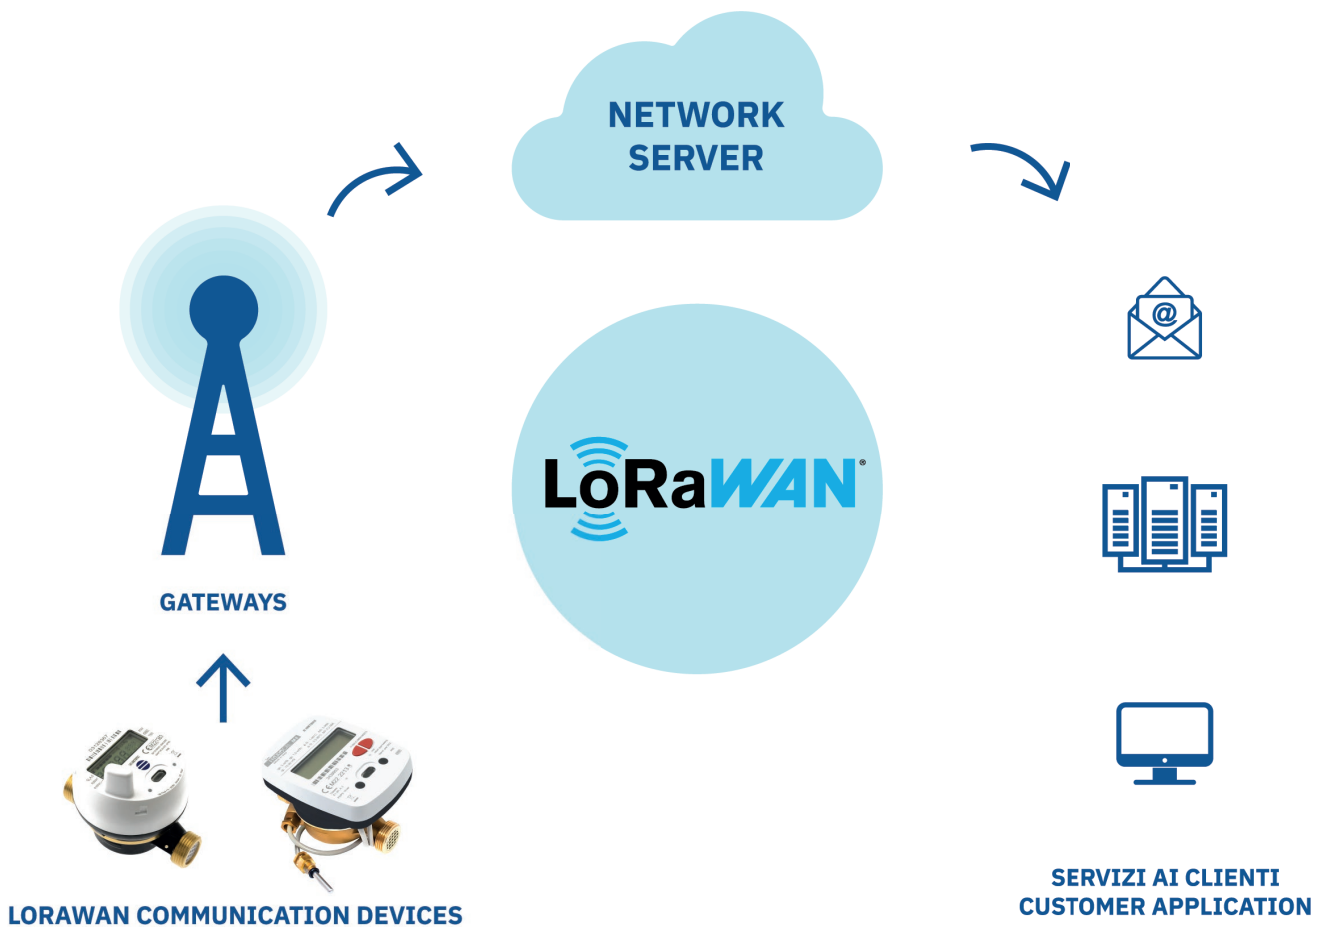 NETWORK
SERVER
@
LoRaWAN®
GATEWAYS
LORAWAN COMMUNICATION DEVICES
SERVIZI AI CLIENTI
CUSTOMER APPLICATION